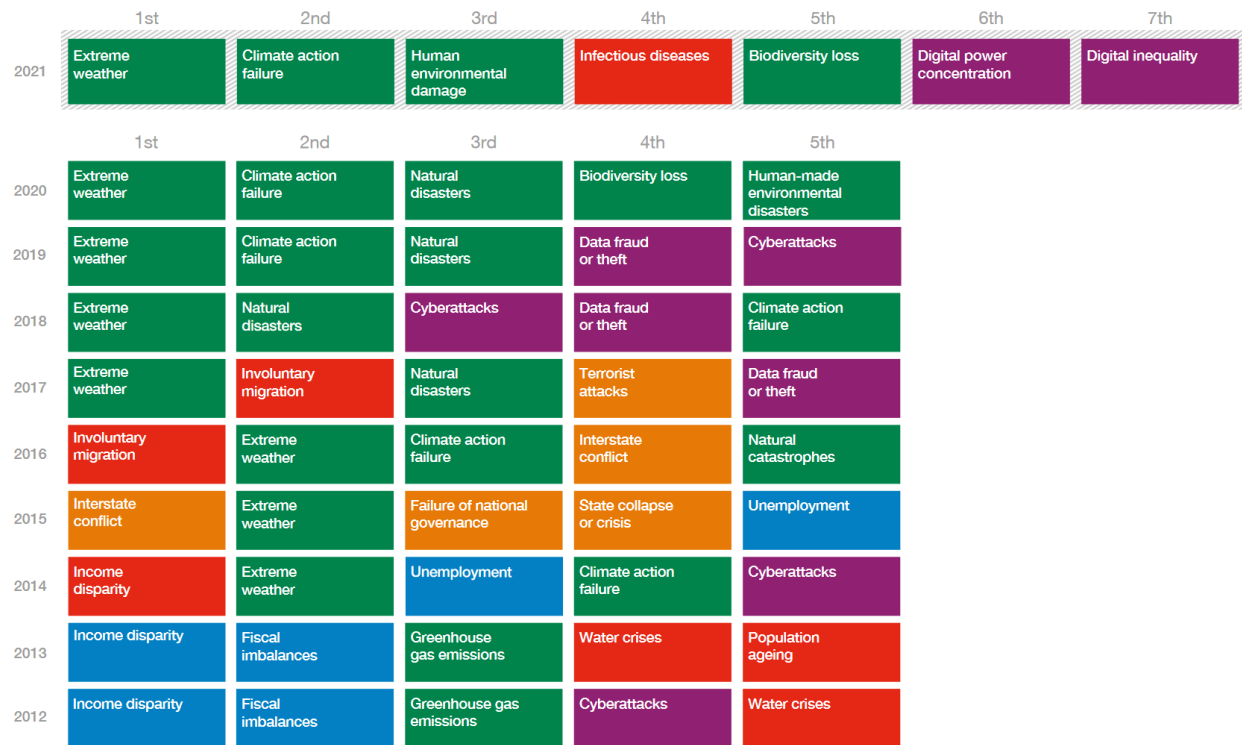 1st 2nd 3rd 4th 5th 6th 7th
2021
Extreme
weather
Climate action
failure
Human
environmental
damage
Infectious diseases
Biodiversity loss
Digital power
concentration
Digital inequality
1st 2nd 3rd 4th 5th
2020
Extreme
weather
Climate action
failure
Natural
disasters
Biodiversity loss
Human-made
environmental
disasters
2019
Extreme
weather
Climate action
failure
Natural
disasters
Data fraud
or theft
Cyberattacks
2018
Extreme
weather
Natural
disasters
Cyberattacks
Data fraud
or theft
Climate action
failure
2017
Extreme
weather
Involuntary
migration
Natural
disasters
Terrorist
attacks
Data fraud
or theft
2016
Involuntary
migration
Extreme
weather
Climate action
failure
Interstate
conflict
Natural
catastrophes
2015
Interstate
conflict
Extreme
weather
Failure of national
governance
State collapse
or crisis
Unemployment
2014
Income
disparity
Extreme
weather
Unemployment
Climate action
failure
Cyberattacks
2013
Income disparity
Fiscal
imbalances
Greenhouse
gas emissions
Water crises
Population
ageing
2012
Income disparity
Fiscal
imbalances
Greenhouse gas
emissions
Cyberattacks
Water crises